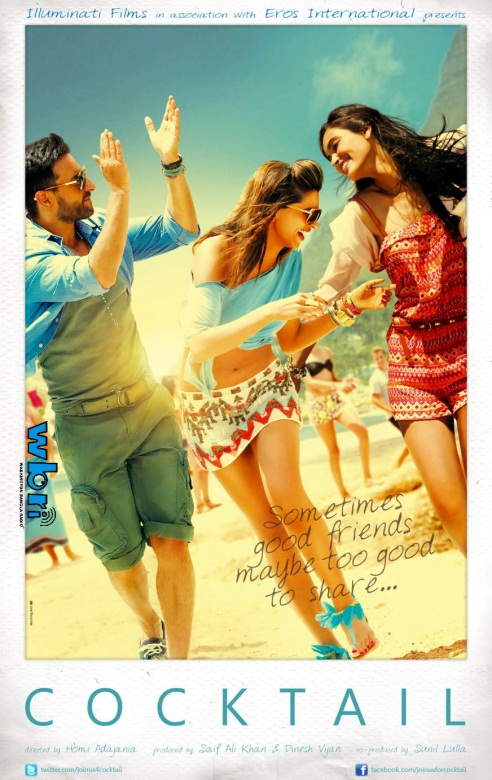 Illuminati Films in association with Eros International presents
wbri
Sometimes
good friends
maybe too good
to share...
COCKTAIL
directed by Homi Adajania produced by Saif Ali Khan & Dinesh Vijan co-produced by Sunil Lulla
twitter.com/joinus4cocktail facebook.com/joinusforcocktail